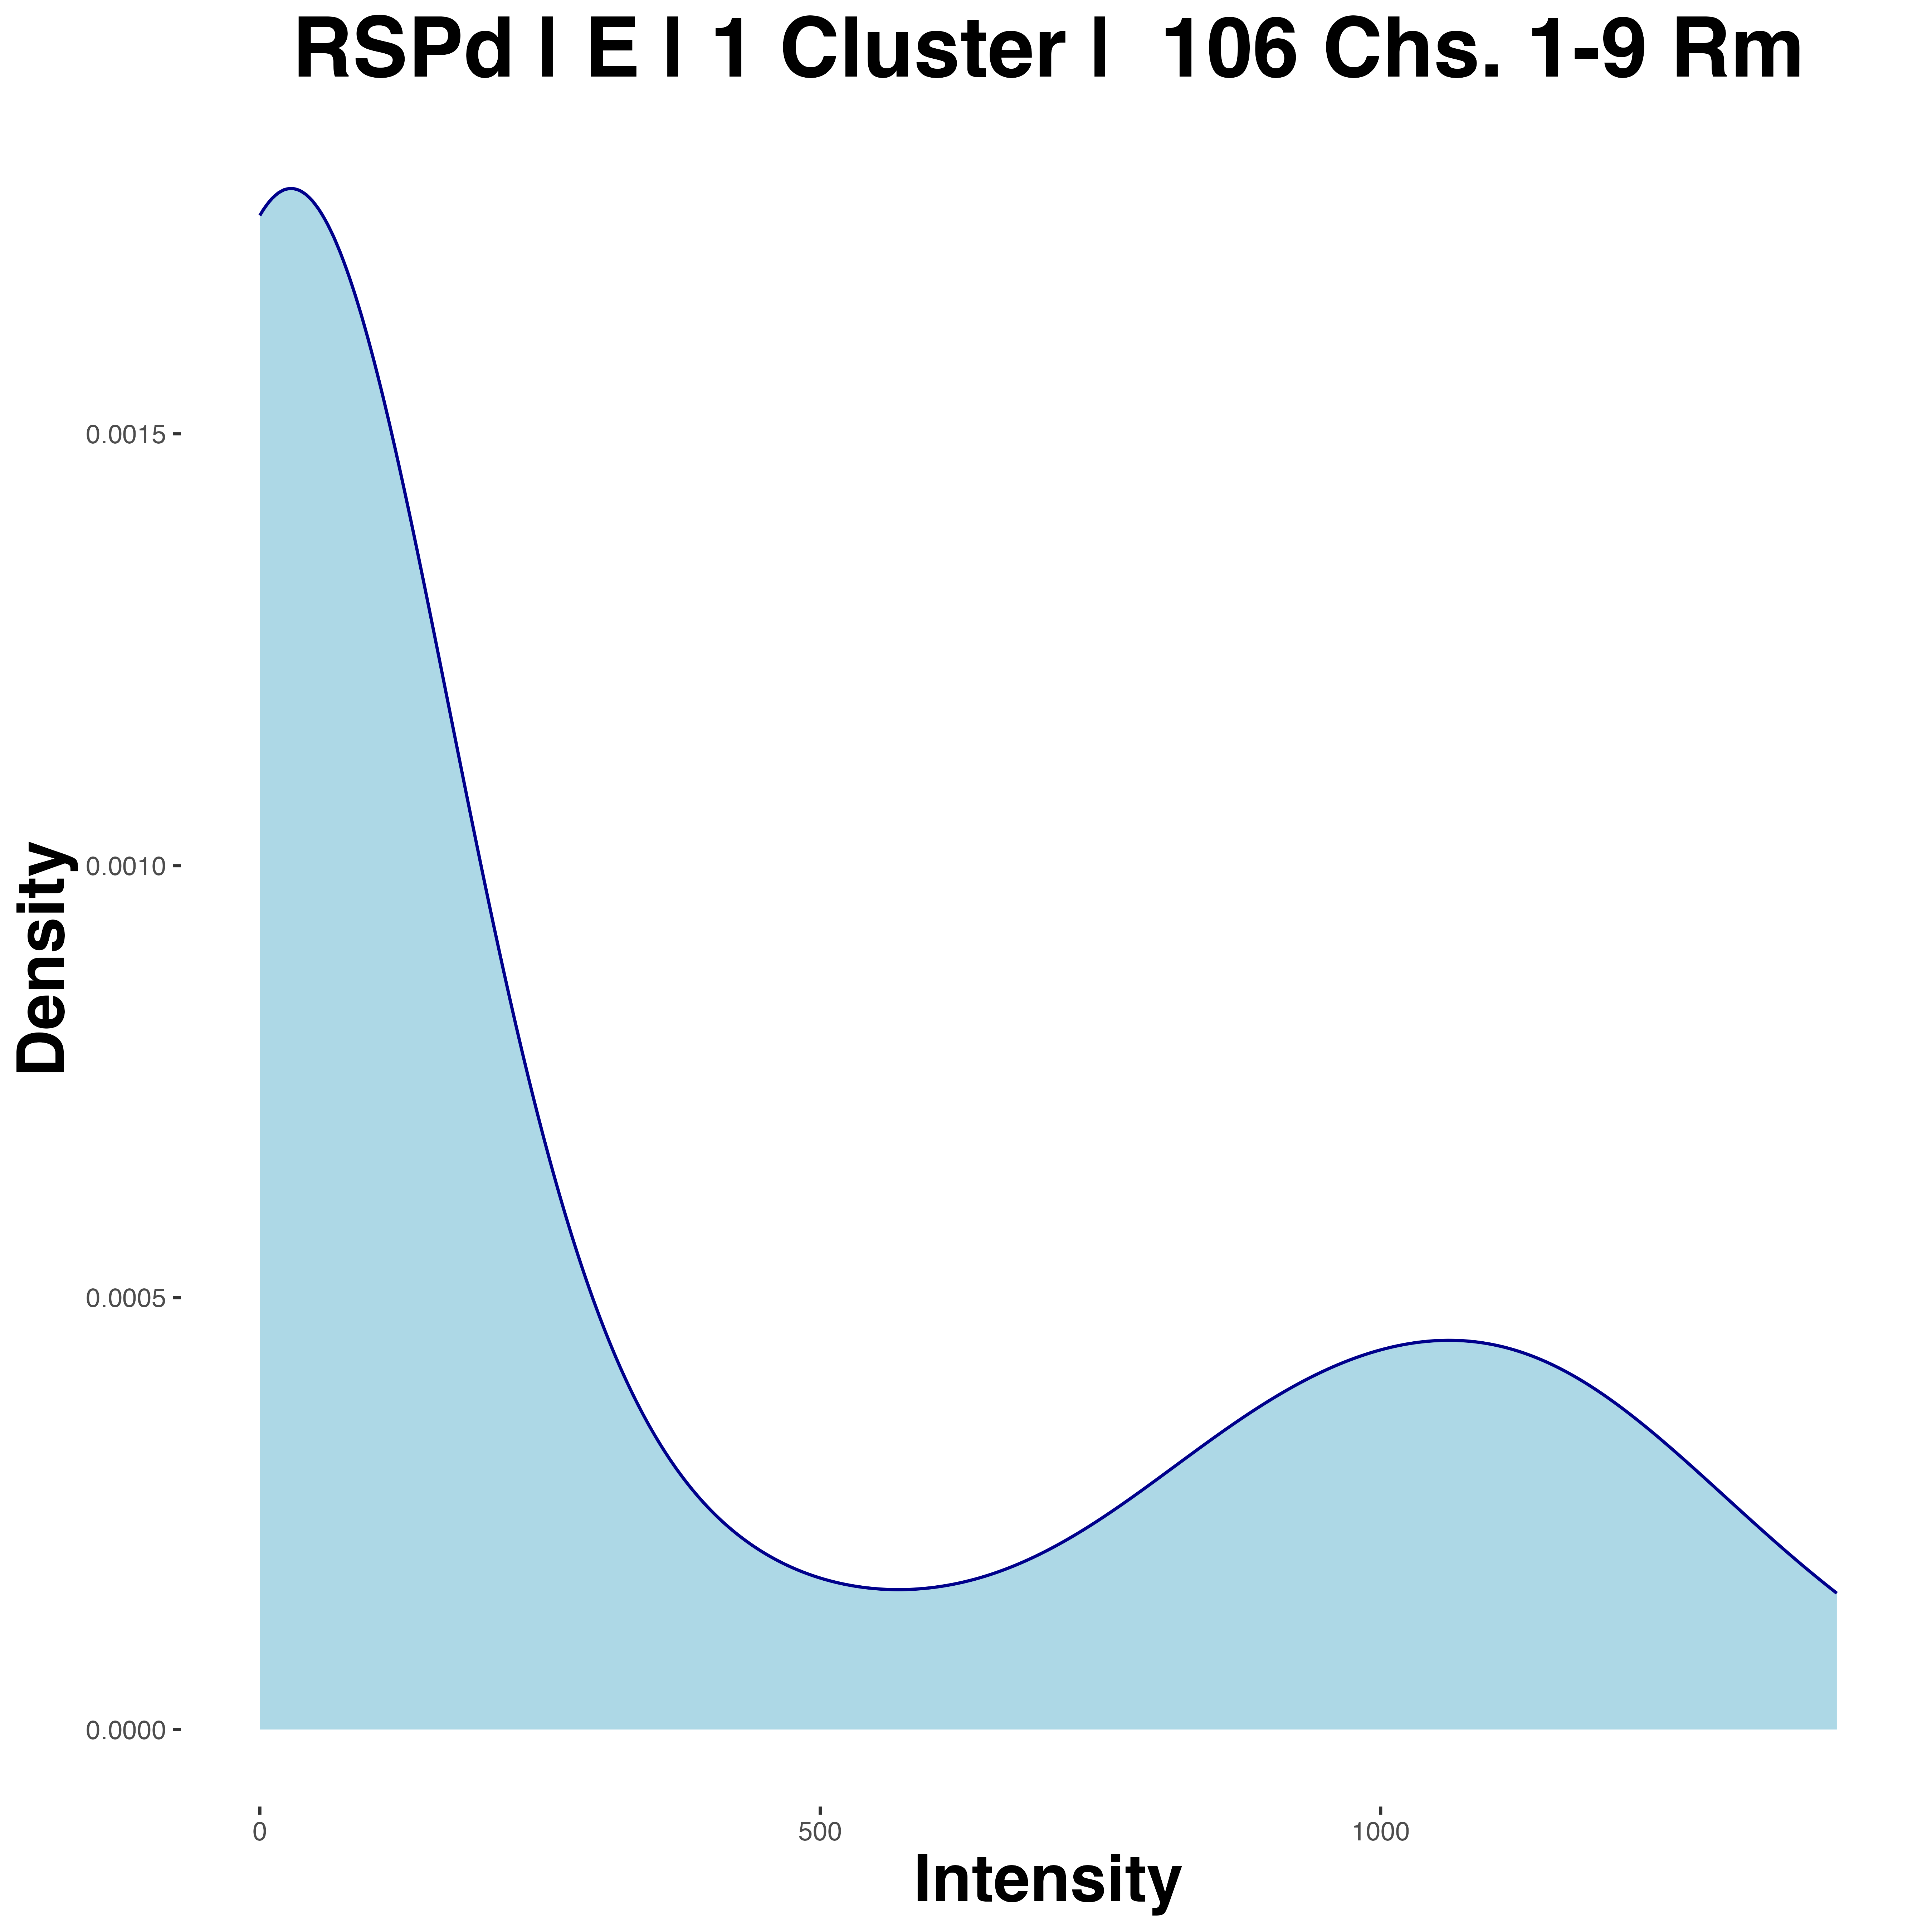 RSPd | E | 1 Cluster | 106 Chs. 1-9 Rm
Density
0.0015
0.0010
0.0005
0.0000
0 500 1000
Intensity